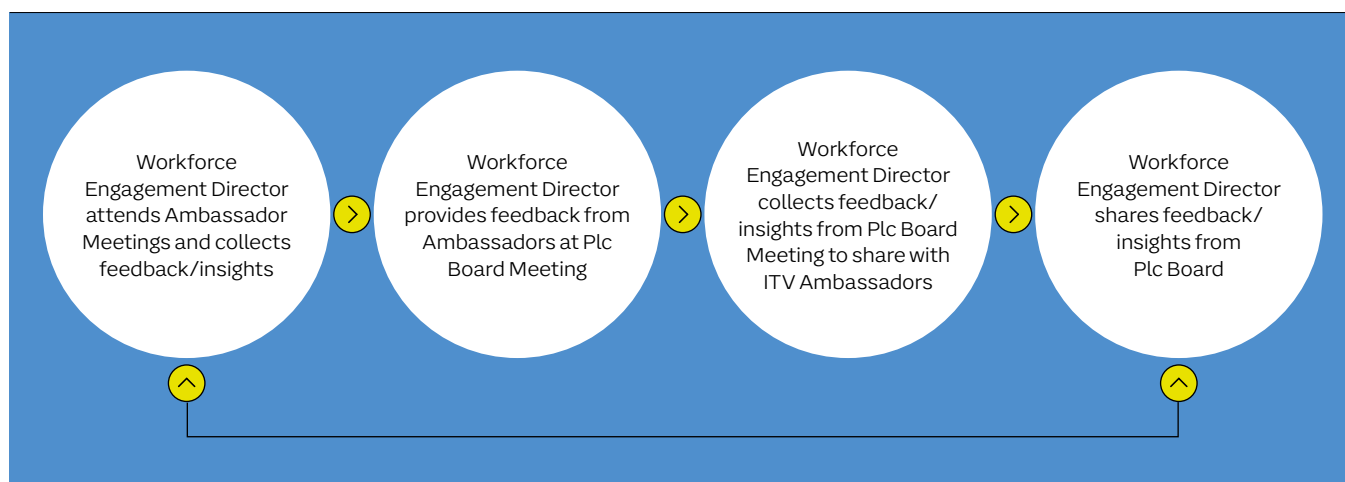 Workforce
Engagement Director
attends Ambassador
Meetings and collects
feedback/insights
Workforce
Engagement Director
provides feedback from
Ambassadors at Plc
Board Meeting
Workforce
Engagement Director
collects feedback/
insights from Plc Board
Meeting to share with
ITV Ambassadors
Workforce
Engagement Director
shares feedback/
insights from
Plc Board